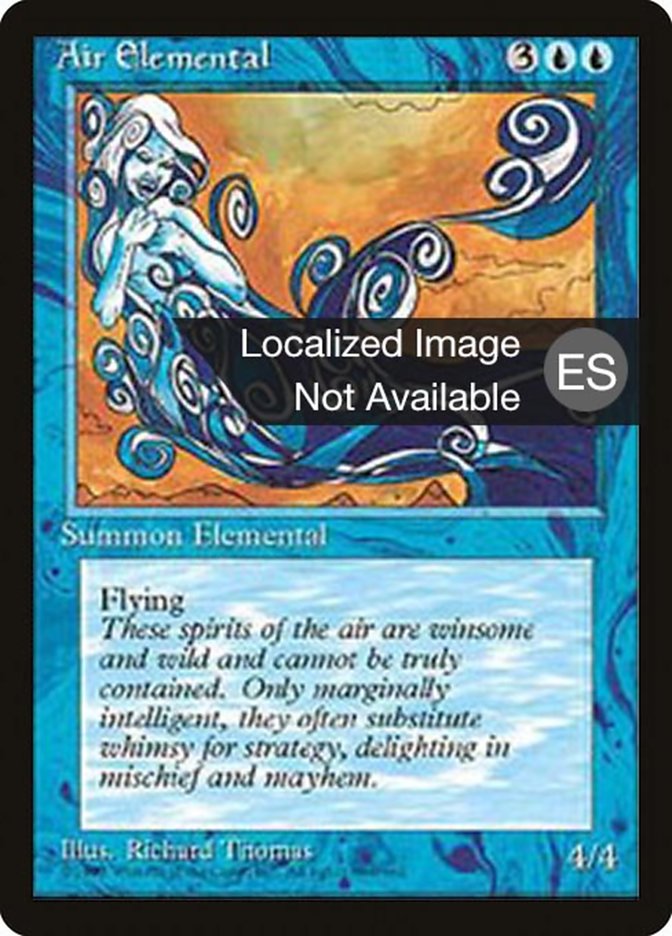 Air Elemental
3
Localized Image
Not Available
ES
Summon Elemental
Flying
These spirits of the air are winsome
and wild and cannot be truly
contained. Only marginally
intelligent, they often substitute
whimsy for strategy, delighting in
mischief and mayhem.
Illus. Richard Thomas
4/4